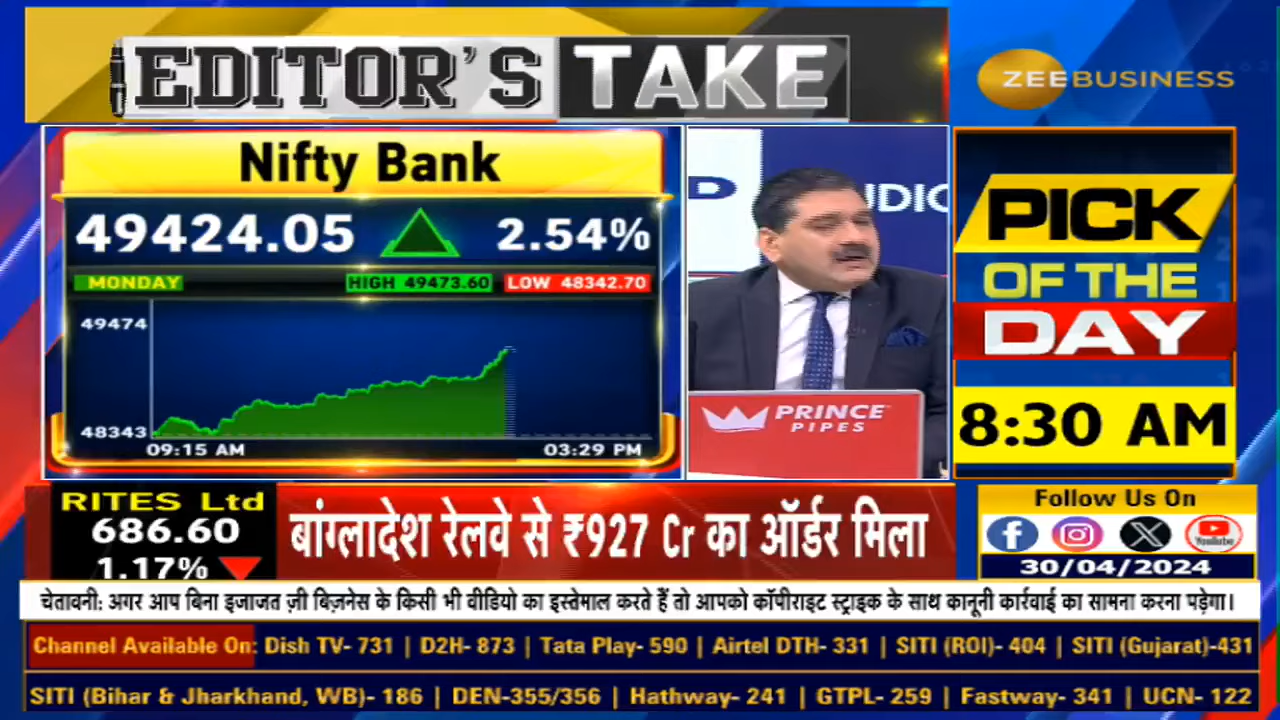 EDITOR'S TAKE
ZEEBUSINESS
Nifty Bank
49424.05 2.54%
MONDAY HIGH 49473.60 LOW 48342.70
49474
48343
09:15 AM 03:29 PM
D UDIO
PRINCE
PIPES
PICK
OF THE
DAY
8:30 AM
RITES Ltd
686.60
1.17%
बांग्लादेश रेलवे से ₹927 Cr का ऑर्डर मिला
Follow Us On
YouTube
30/04/2024
चेतावनी: अगर आप बिना इजाजत ज़ी बिज़नेस के किसी भी वीडियो का इस्तेमाल करते हैं तो आपको कॉपीराइट स्ट्राइक के साथ कानूनी कार्रवाई का सामना करना पड़ेगा।
Channel Available On: Dish TV- 731 | D2H- 873 | Tata Play- 590 | Airtel DTH- 331 | SITI (ROI)- 404 | SITI (Gujarat)-431
SITI (Bihar & Jharkhand, WB)- 186 | DEN-355/356 | Hathway- 241 | GTPL- 259 | Fastway- 341 | UCN- 122